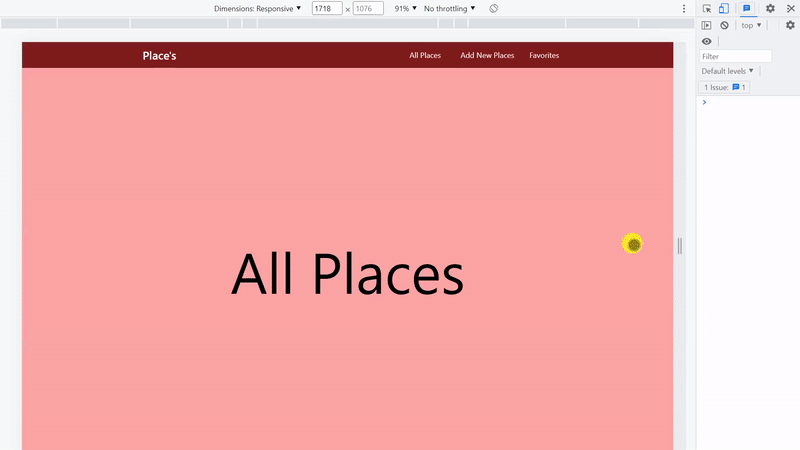 Dimensions: Responsive ▼ 1718 × 1076 91% ▼ No throttling ▼
top ▼
Filter
Default levels ▼
1 Issue: 1
Place's All Places Add New Places Favorites
All Places